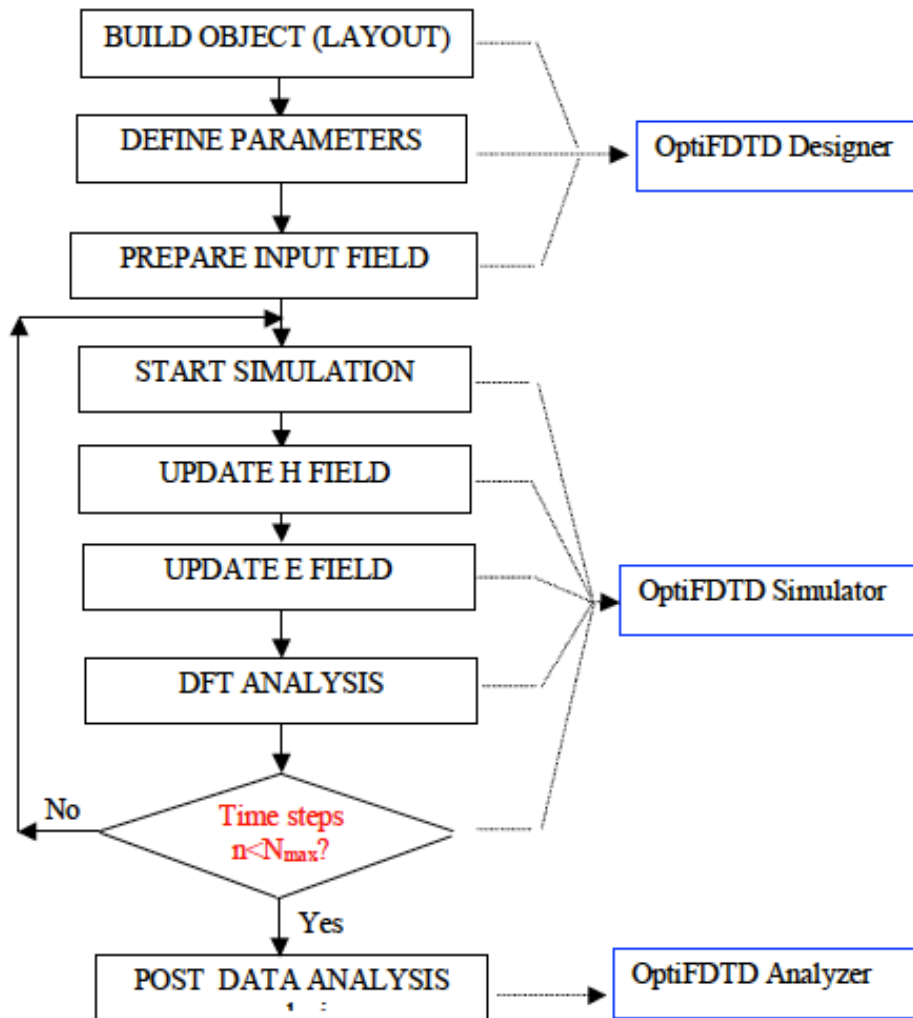 BUILD OBJECT (LAYOUT)
DEFINE PARAMETERS
OptiFDTD Designer
PREPARE INPUT FIELD
START SIMULATION
UPDATE H FIELD
UPDATE E FIELD
OptiFDTD Simulator
DFT ANALYSIS
No
Time steps
n<Nmax?
Yes
POST DATA ANALYSIS
OptiFDTD Analyzer